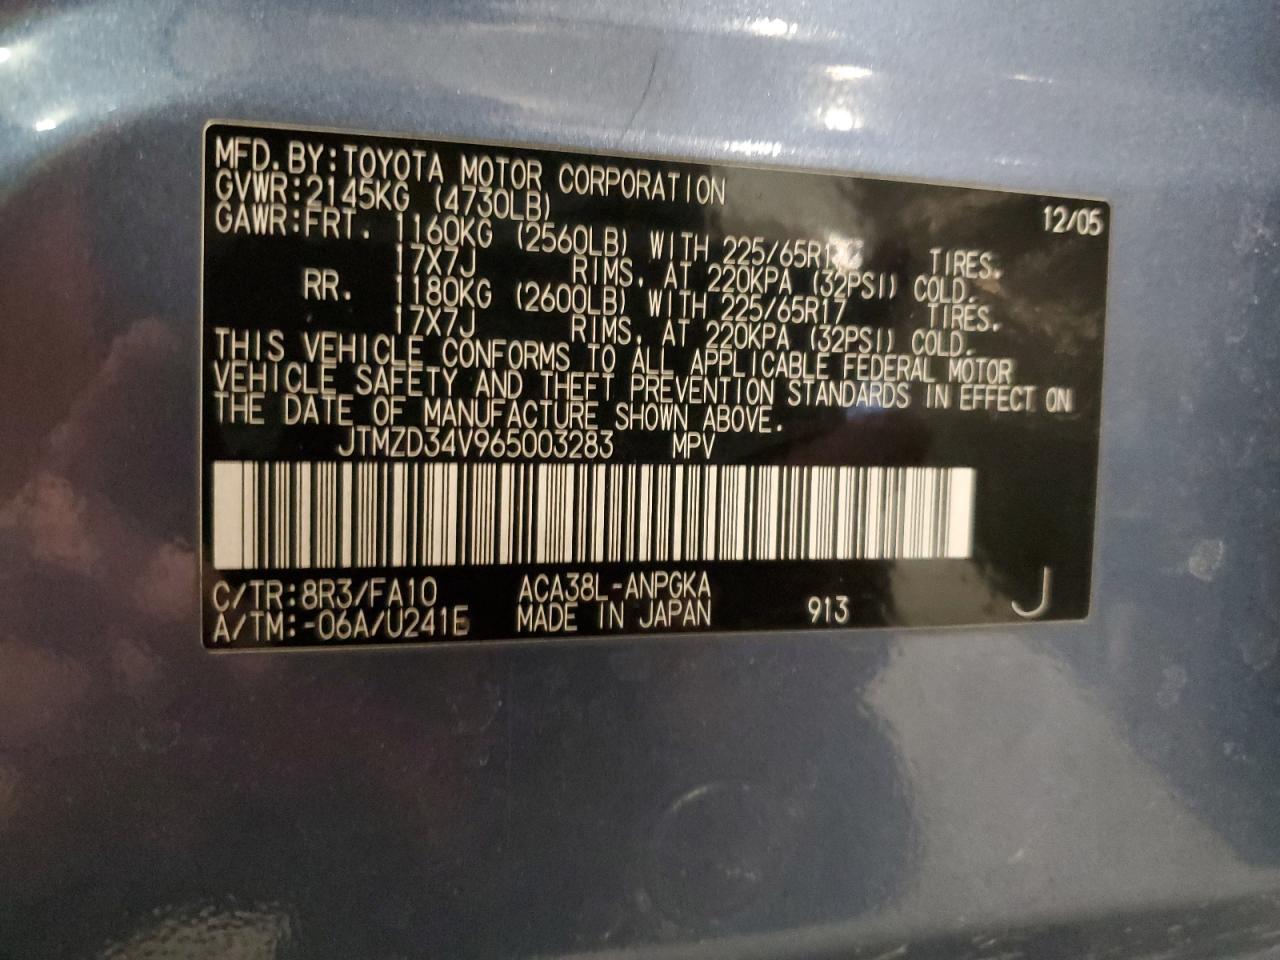 MFD. BY: TOYOTA MOTOR CORPORATION 12/05
GVWR: 2145KG (4730LB)
GAWR: FRT. 1160KG (2560LB) WITH 225/65R17 TIRES,
17X7J RIMS, AT 220KPA (32PSI) COLD.
RR. 1180KG (2600LB) WITH 225/65R17 TIRES,
17X7J RIMS, AT 220KPA (32PSI) COLD.
THIS VEHICLE CONFORMS TO ALL APPLICABLE FEDERAL MOTOR
VEHICLE SAFETY AND THEFT PREVENTION STANDARDS IN EFFECT ON
THE DATE OF MANUFACTURE SHOWN ABOVE.
JTMZD34V965003283 MPV
C/TR: 8R3/FA10 ACA38L-ANPGKA
A/TM: -06A/U241E MADE IN JAPAN 913 J